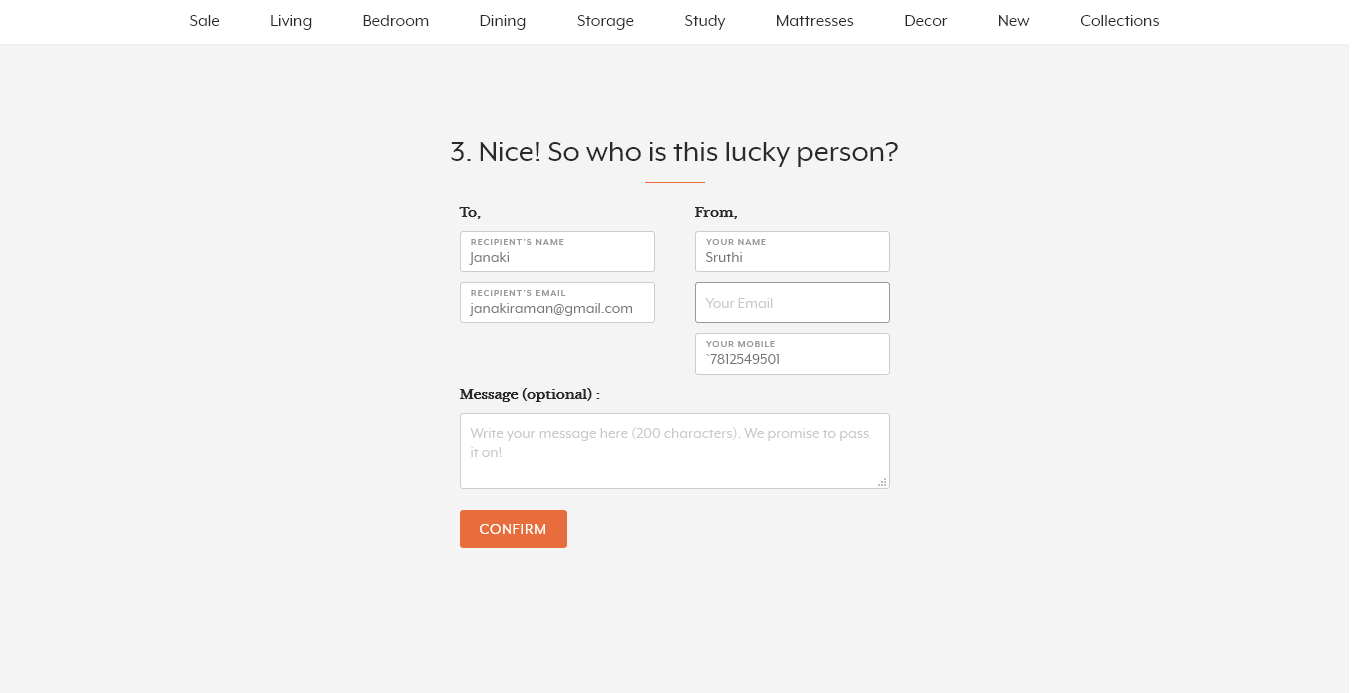 Sale Living Bedroom Dining Storage Study Mattresses Decor New Collections
3. Nice! So who is this lucky person?
To,
RECIPIENT'S NAME
Janaki
RECIPIENT'S EMAIL
janakiraman@gmail.com
From,
YOUR NAME
Sruthi
Your Email
YOUR MOBILE
`7812549501
Message (optional) :
Write your message here (200 characters). We promise to pass
it on!
CONFIRM